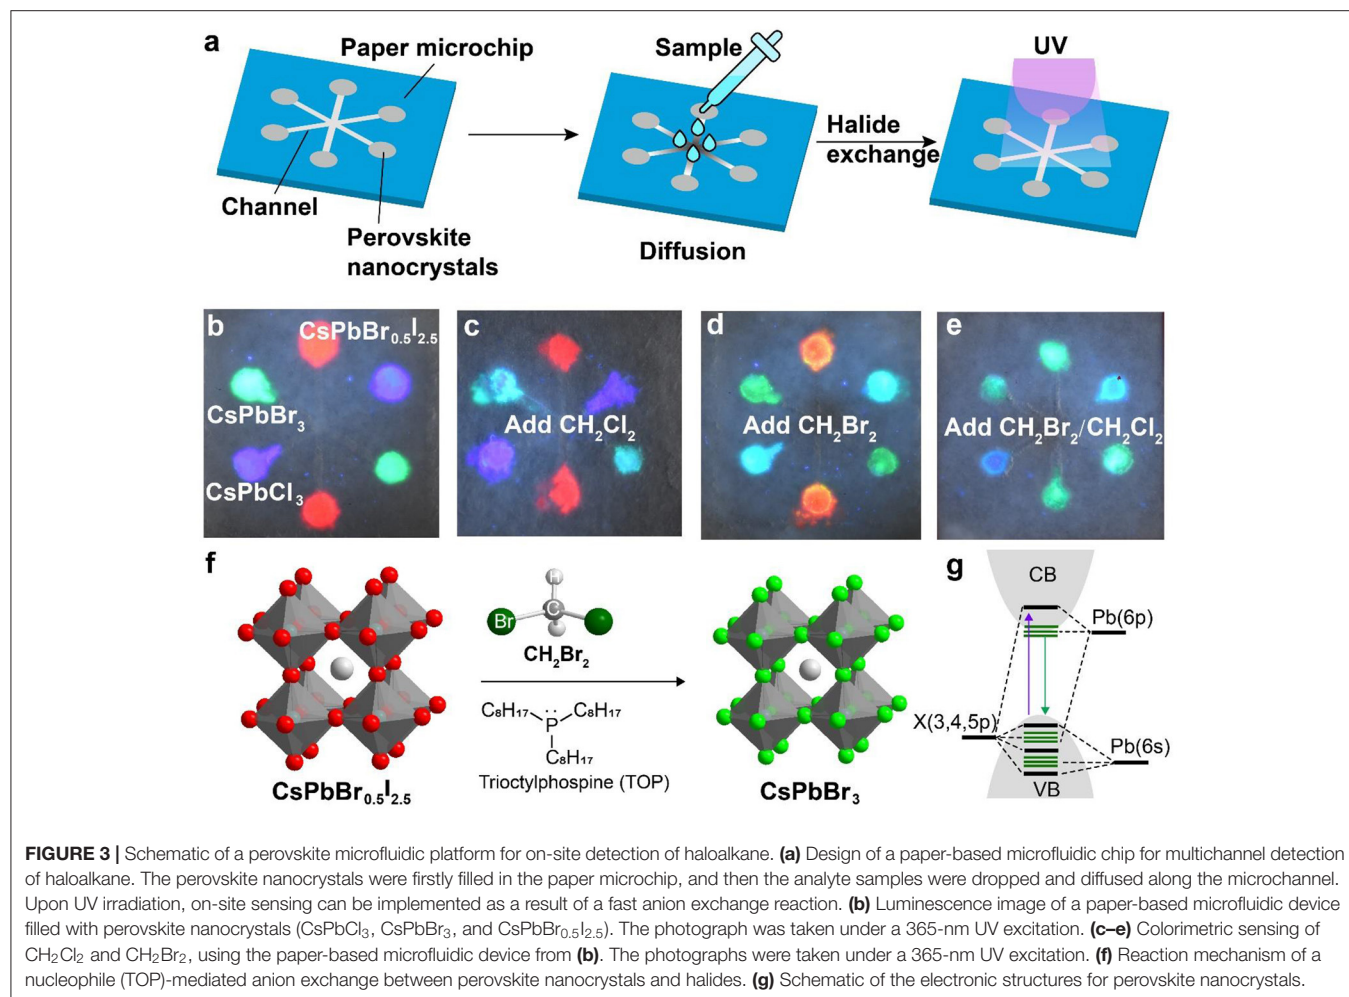 a
Paper microchip
Channel
Perovskite
nanocrystals
Sample
Diffusion
Halide
exchange
UV
b
CsPbBr₀.₅I₂.₅
CsPbBr₃
CsPbCl₃
c
Add CH₂Cl₂
d
Add CH₂Br₂
e
Add CH₂Br₂/CH₂Cl₂
f
CsPbBr₀.₅I₂.₅
H
C
Br
CH₂Br₂
C₈H₁₇
C₈H₁₇
P
C₈H₁₇
Trioctylphospine (TOP)
CsPbBr₃
g
CB
Pb(6p)
X(3,4,5p)
Pb(6s)
VB
FIGURE 3 | Schematic of a perovskite microfluidic platform for on-site detection of haloalkane. (a) Design of a paper-based microfluidic chip for multichannel detection
of haloalkane. The perovskite nanocrystals were firstly filled in the paper microchip, and then the analyte samples were dropped and diffused along the microchannel.
Upon UV irradiation, on-site sensing can be implemented as a result of a fast anion exchange reaction. (b) Luminescence image of a paper-based microfluidic device
filled with perovskite nanocrystals (CsPbCl₃, CsPbBr₃, and CsPbBr₀.₅I₂.₅). The photograph was taken under a 365-nm UV excitation. (c–e) Colorimetric sensing of
CH₂Cl₂ and CH₂Br₂, using the paper-based microfluidic device from (b). The photographs were taken under a 365-nm UV excitation. (f) Reaction mechanism of a
nucleophile (TOP)-mediated anion exchange between perovskite nanocrystals and halides. (g) Schematic of the electronic structures for perovskite nanocrystals.